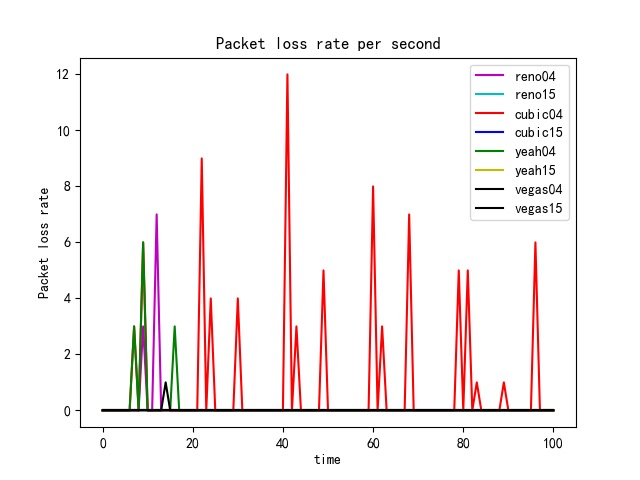 Packet loss rate per second
reno04
reno15
cubic04
cubic15
yeah04
yeah15
vegas04
vegas15
Packet loss rate
12
10
8
6
4
2
0
0 20 40 60 80 100
time